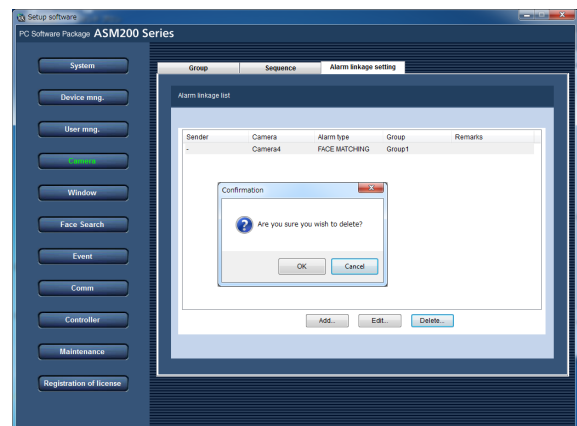 Setup software
PC Software Package ASM200 Series
System
Device mng.
User mng.
Camera
Window
Face Search
Event
Comm
Controller
Maintenance
Registration of license
Group Sequence Alarm linkage setting
Alarm linkage list
Sender Camera Alarm type Group Remarks
- Camera4 FACE MATCHING Group1
Confirmation
Are you sure you wish to delete?
OK Cancel
Add... Edit... Delete...